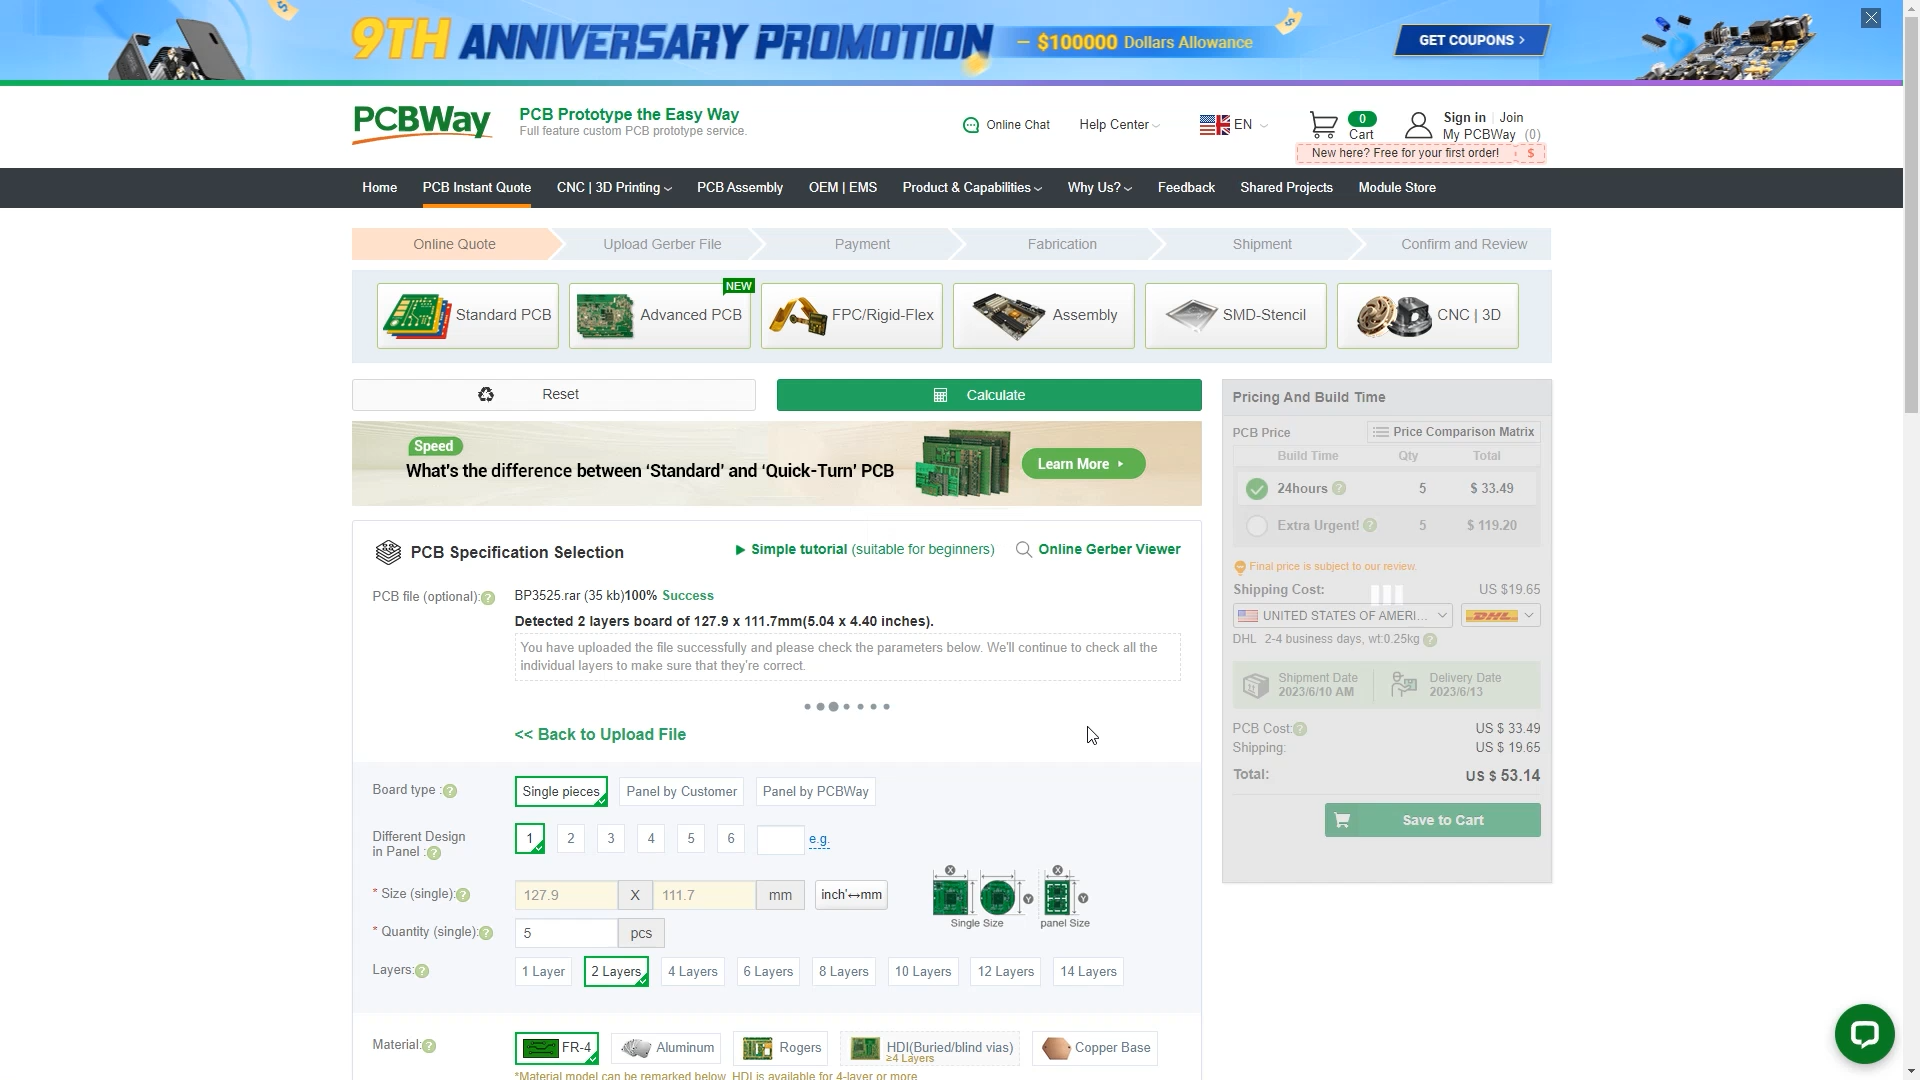 9TH ANNIVERSARY PROMOTION – $100000 Dollars Allowance
GET COUPONS >
PCBWay
PCB Prototype the Easy Way
Full feature custom PCB prototype service.
Online Chat
Help Center
EN
0
Cart
Sign in | Join
My PCBWay (0)
New here? Free for your first order! $
Home PCB Instant Quote CNC | 3D Printing PCB Assembly OEM | EMS Product & Capabilities Why Us? Feedback Shared Projects Module Store
Online Quote Upload Gerber File Payment Fabrication Shipment Confirm and Review
NEW
Standard PCB Advanced PCB FPC/Rigid-Flex Assembly SMD-Stencil CNC | 3D
Reset
Calculate
Speed
What's the difference between ‘Standard’ and ‘Quick-Turn’ PCB
Learn More
PCB Specification Selection
Simple tutorial (suitable for beginners)
Online Gerber Viewer
PCB file (optional):?
BP3525.rar (35 kb)100% Success
Detected 2 layers board of 127.9 x 111.7mm(5.04 x 4.40 inches).
You have uploaded the file successfully and please check the parameters below. We'll continue to check all the
individual layers to make sure that they're correct.
<< Back to Upload File
Board type :?
Single pieces Panel by Customer Panel by PCBWay
Different Design
in Panel :?
1 2 3 4 5 6 e.g.
* Size (single):?
127.9 X 111.7 mm inch'↔mm
X X
Y Y
Single Size panel Size
* Quantity (single):?
5 pcs
Layers:?
1 Layer 2 Layers 4 Layers 6 Layers 8 Layers 10 Layers 12 Layers 14 Layers
Material:?
FR-4 Aluminum Rogers HDI(Buried/blind vias) Copper Base
≥4 Layers
*Material model can be remarked below. HDI is available for 4-layer or more
Pricing And Build Time
PCB Price
Price Comparison Matrix
Build Time Qty Total
24hours ? 5 $ 33.49
Extra Urgent! ? 5 $ 119.20
Final price is subject to our review.
Shipping Cost: US $19.65
UNITED STATES OF AMERI... DHL
DHL 2-4 business days, wt:0.25kg ?
Shipment Date
2023/6/10 AM
Delivery Date
2023/6/13
PCB Cost:? US $ 33.49
Shipping: US $ 19.65
Total: US $ 53.14
Save to Cart